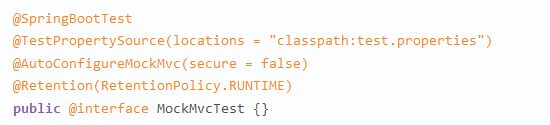 @SpringBootTest
@TestPropertySource(locations = "classpath:test.properties")
@AutoConfigureMockMvc(secure = false)
@Retention(RetentionPolicy.RUNTIME)
public @interface MockMvcTest {}